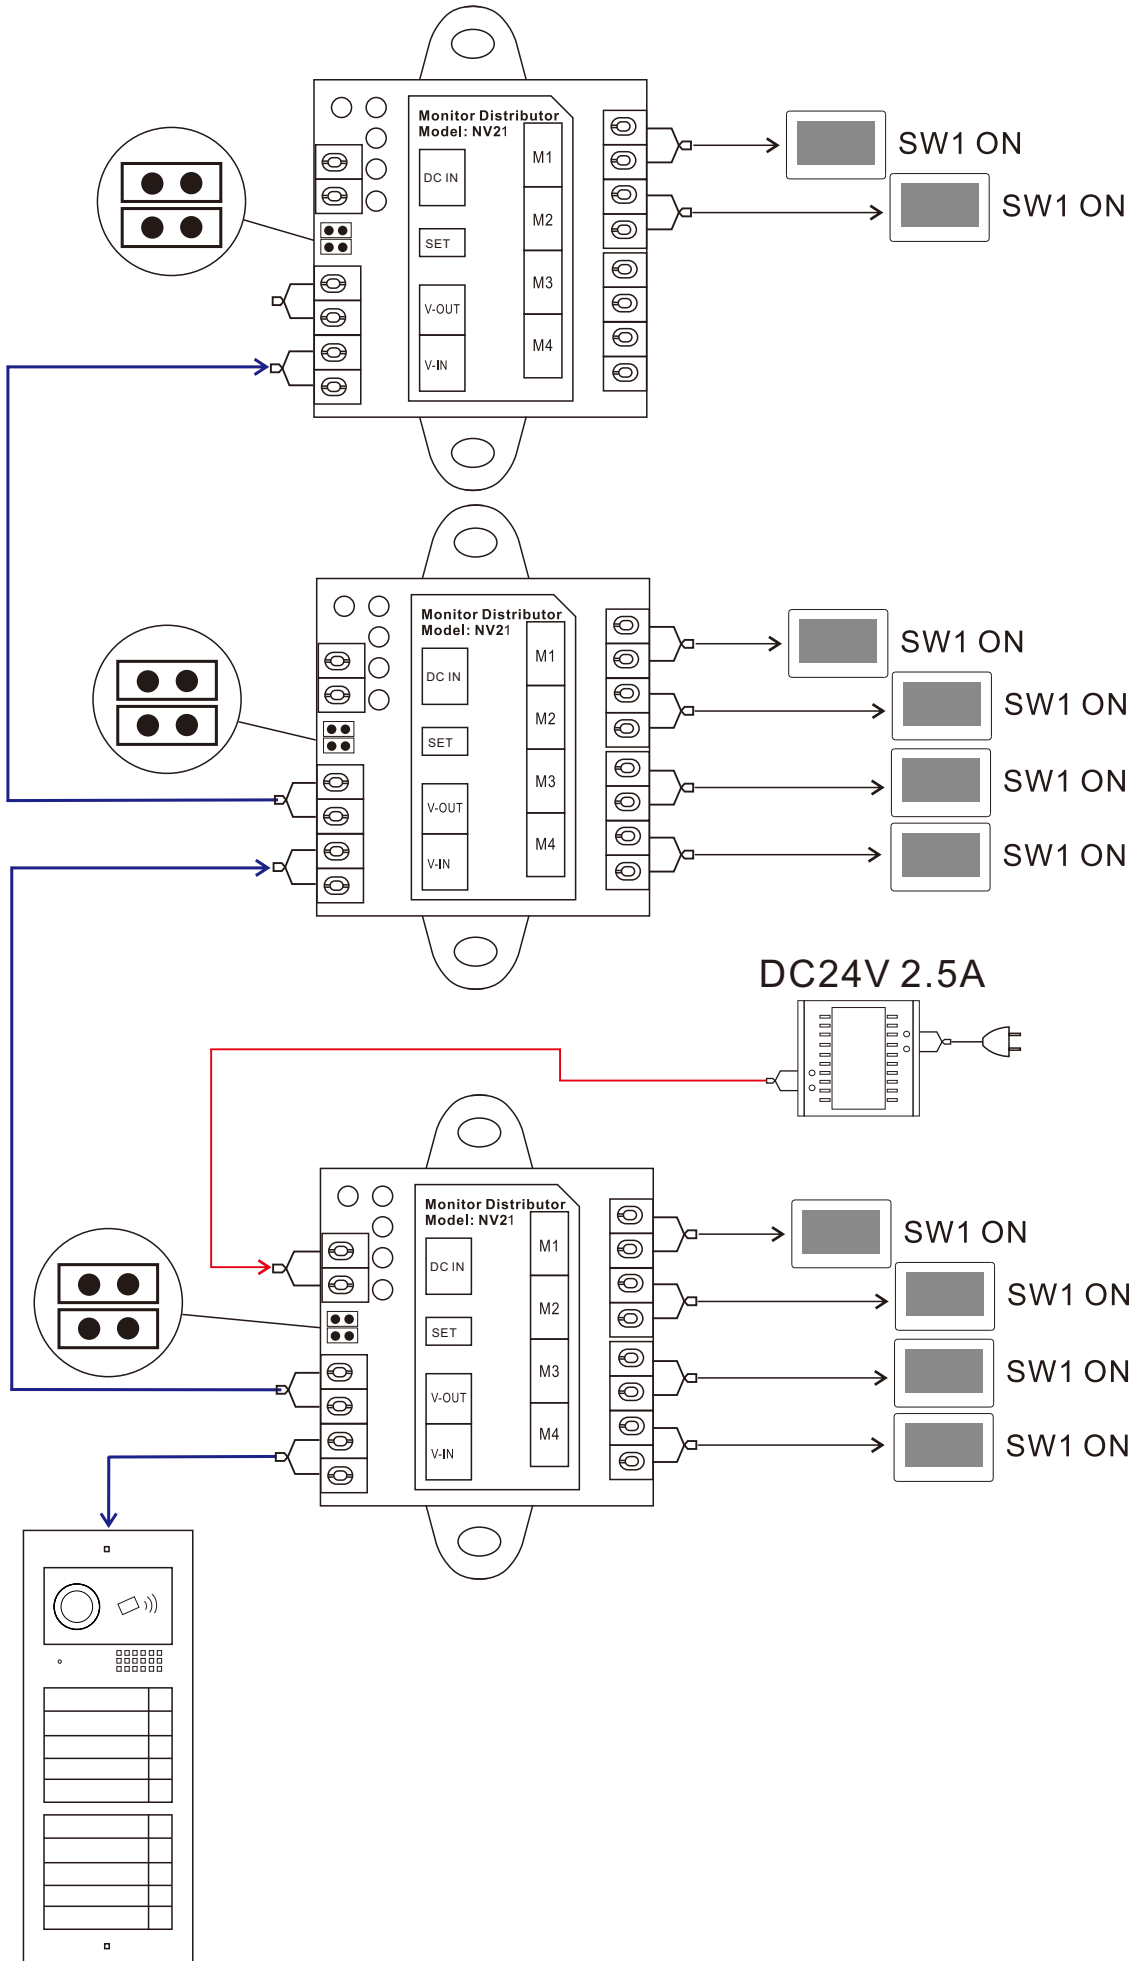 Monitor Distributor
Model: NV21
DC IN
SET
V-OUT
V-IN
M1
M2
M3
M4
SW1 ON
SW1 ON
Monitor Distributor
Model: NV21
DC IN
SET
V-OUT
V-IN
M1
M2
M3
M4
SW1 ON
SW1 ON
SW1 ON
SW1 ON
DC24V 2.5A
Monitor Distributor
Model: NV21
DC IN
SET
V-OUT
V-IN
M1
M2
M3
M4
SW1 ON
SW1 ON
SW1 ON
SW1 ON